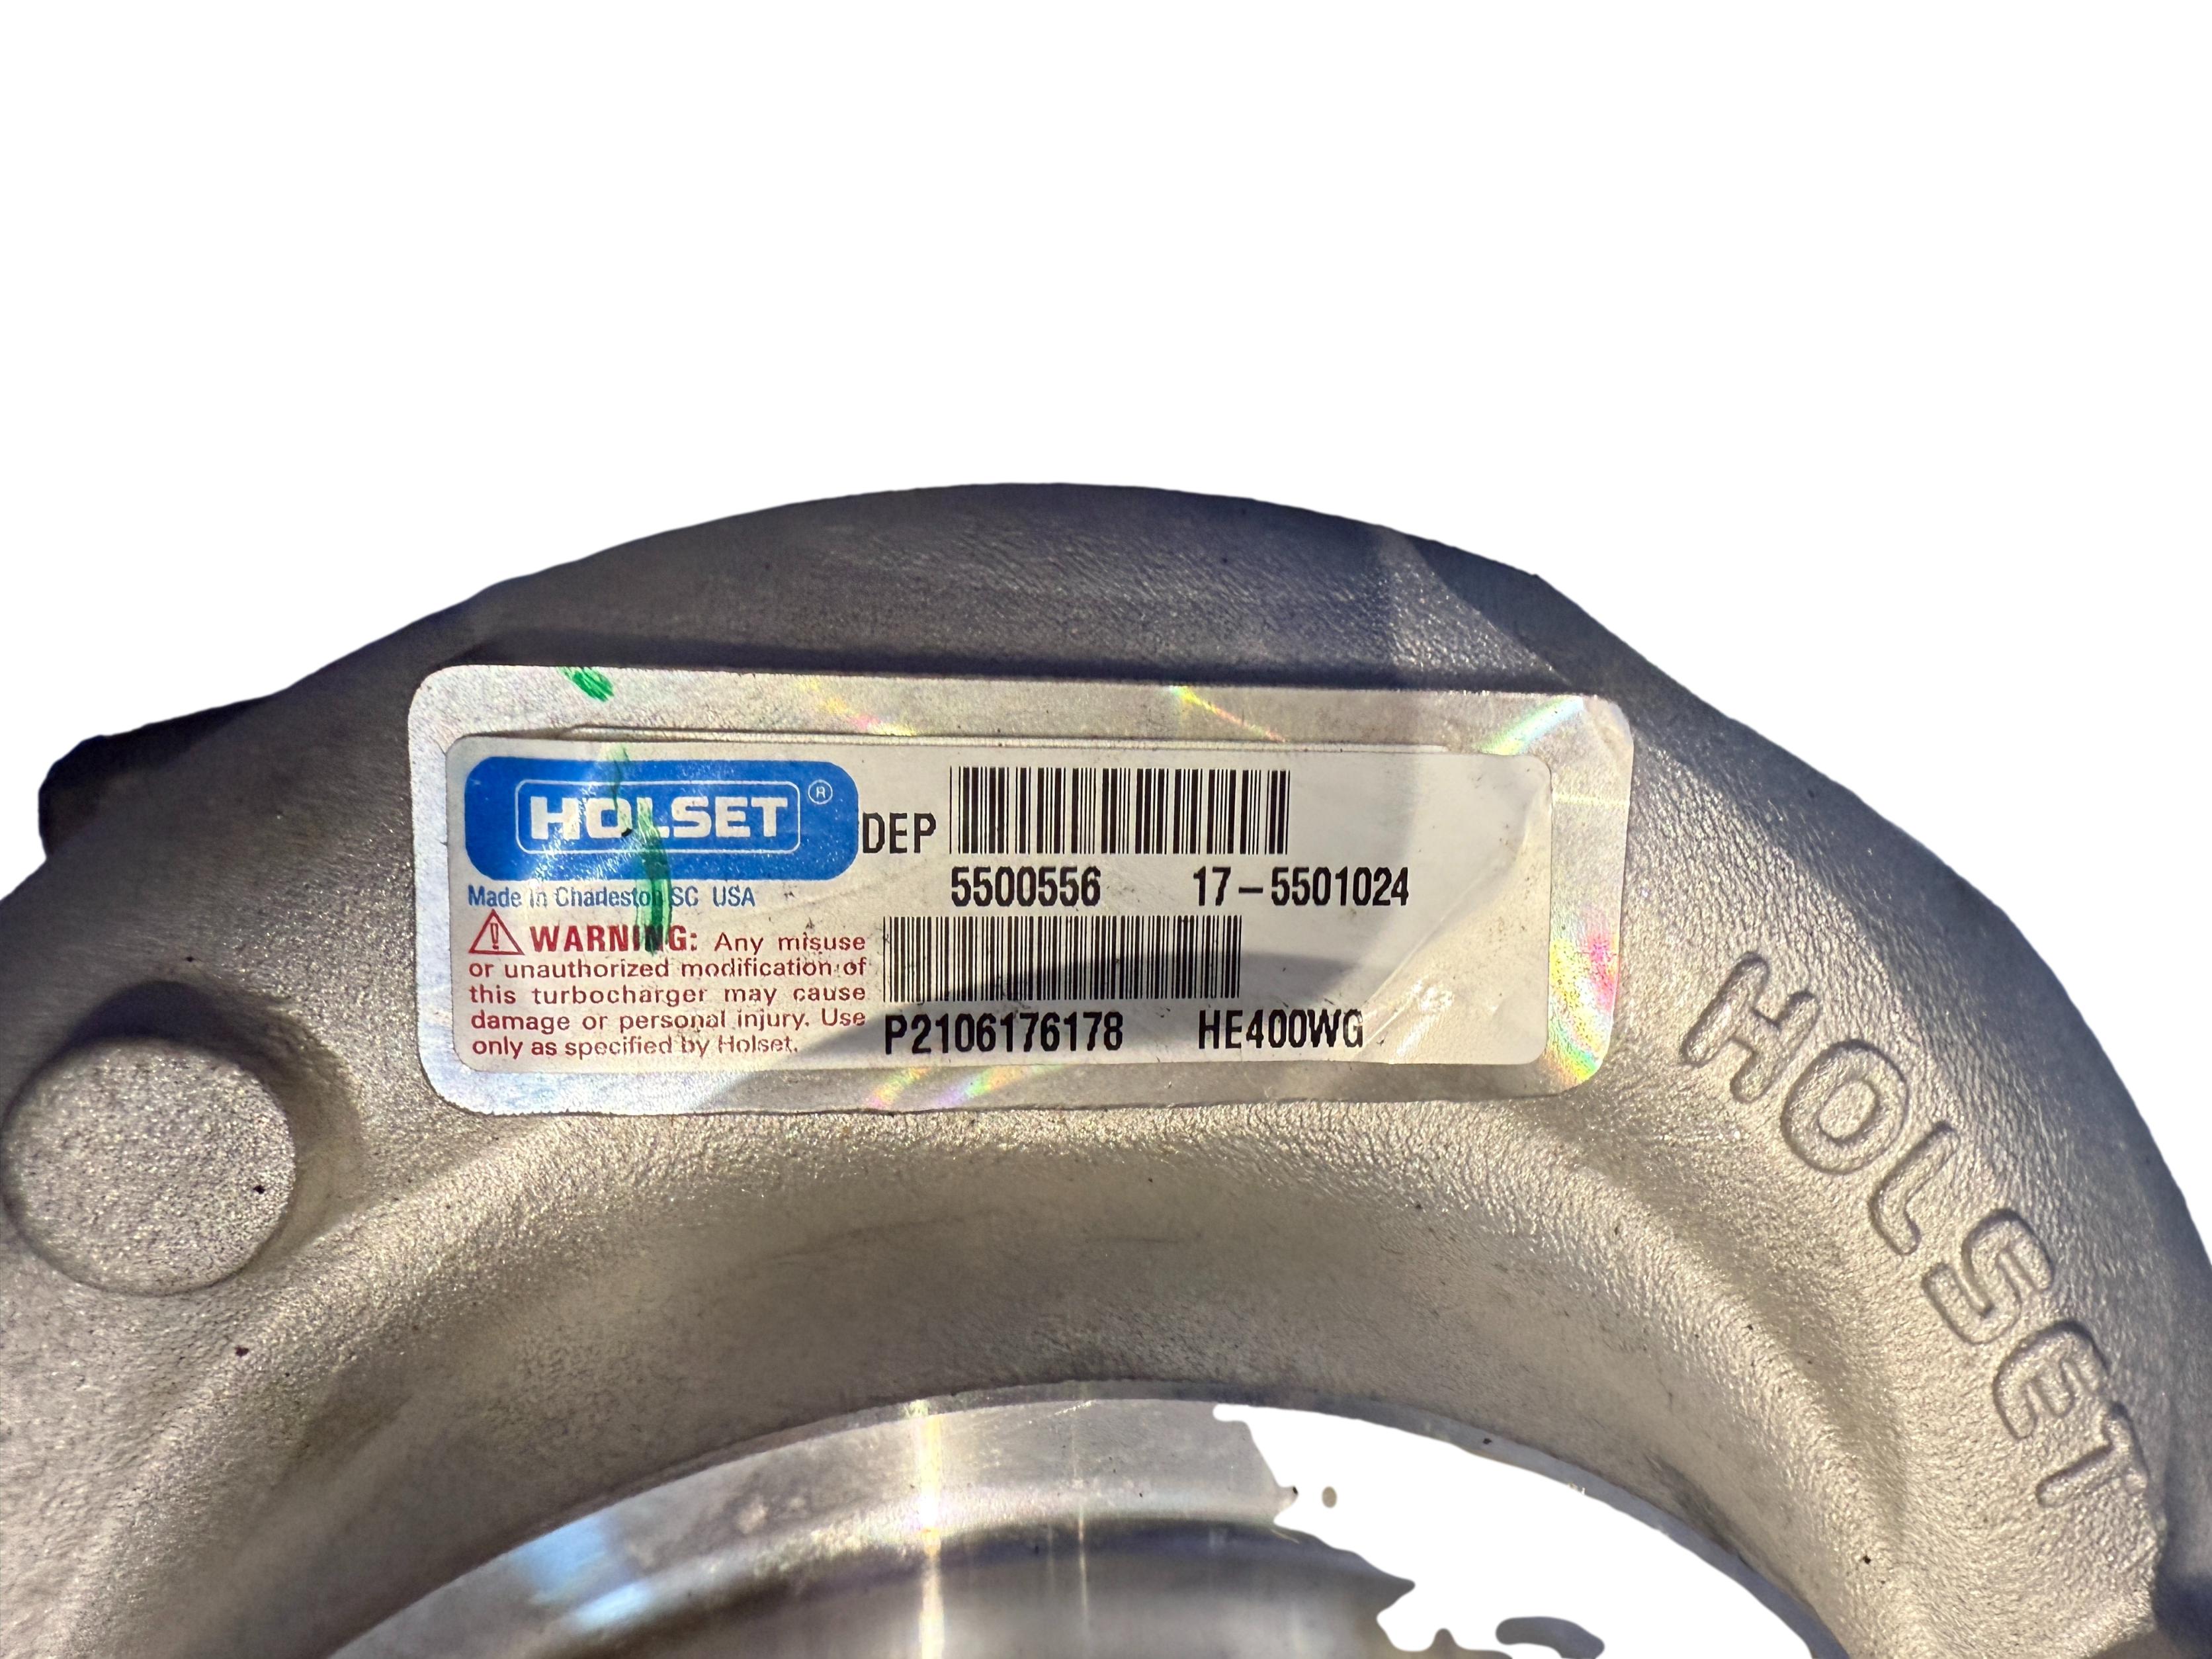 HOLSET ®
DEP
5500556 17-5501024
Made in Charleston SC USA
WARNING: Any misuse
or unauthorized modification of
this turbocharger may cause
damage or personal injury. Use
only as specified by Holset.
P2106176178 HE400WG
HOLSET